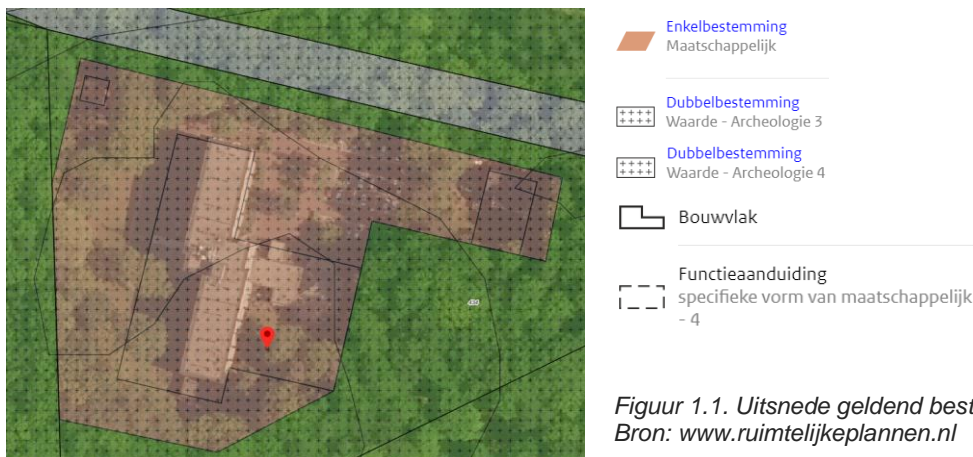 Enkelbestemming
Maatschappelijk
Dubbelbestemming
Waarde - Archeologie 3
Dubbelbestemming
Waarde - Archeologie 4
Bouwvlak
Functieaanduiding
specifieke vorm van maatschappelijk
- 4
Figuur 1.1. Uitsnede geldend best
Bron: www.ruimtelijkeplannen.nl